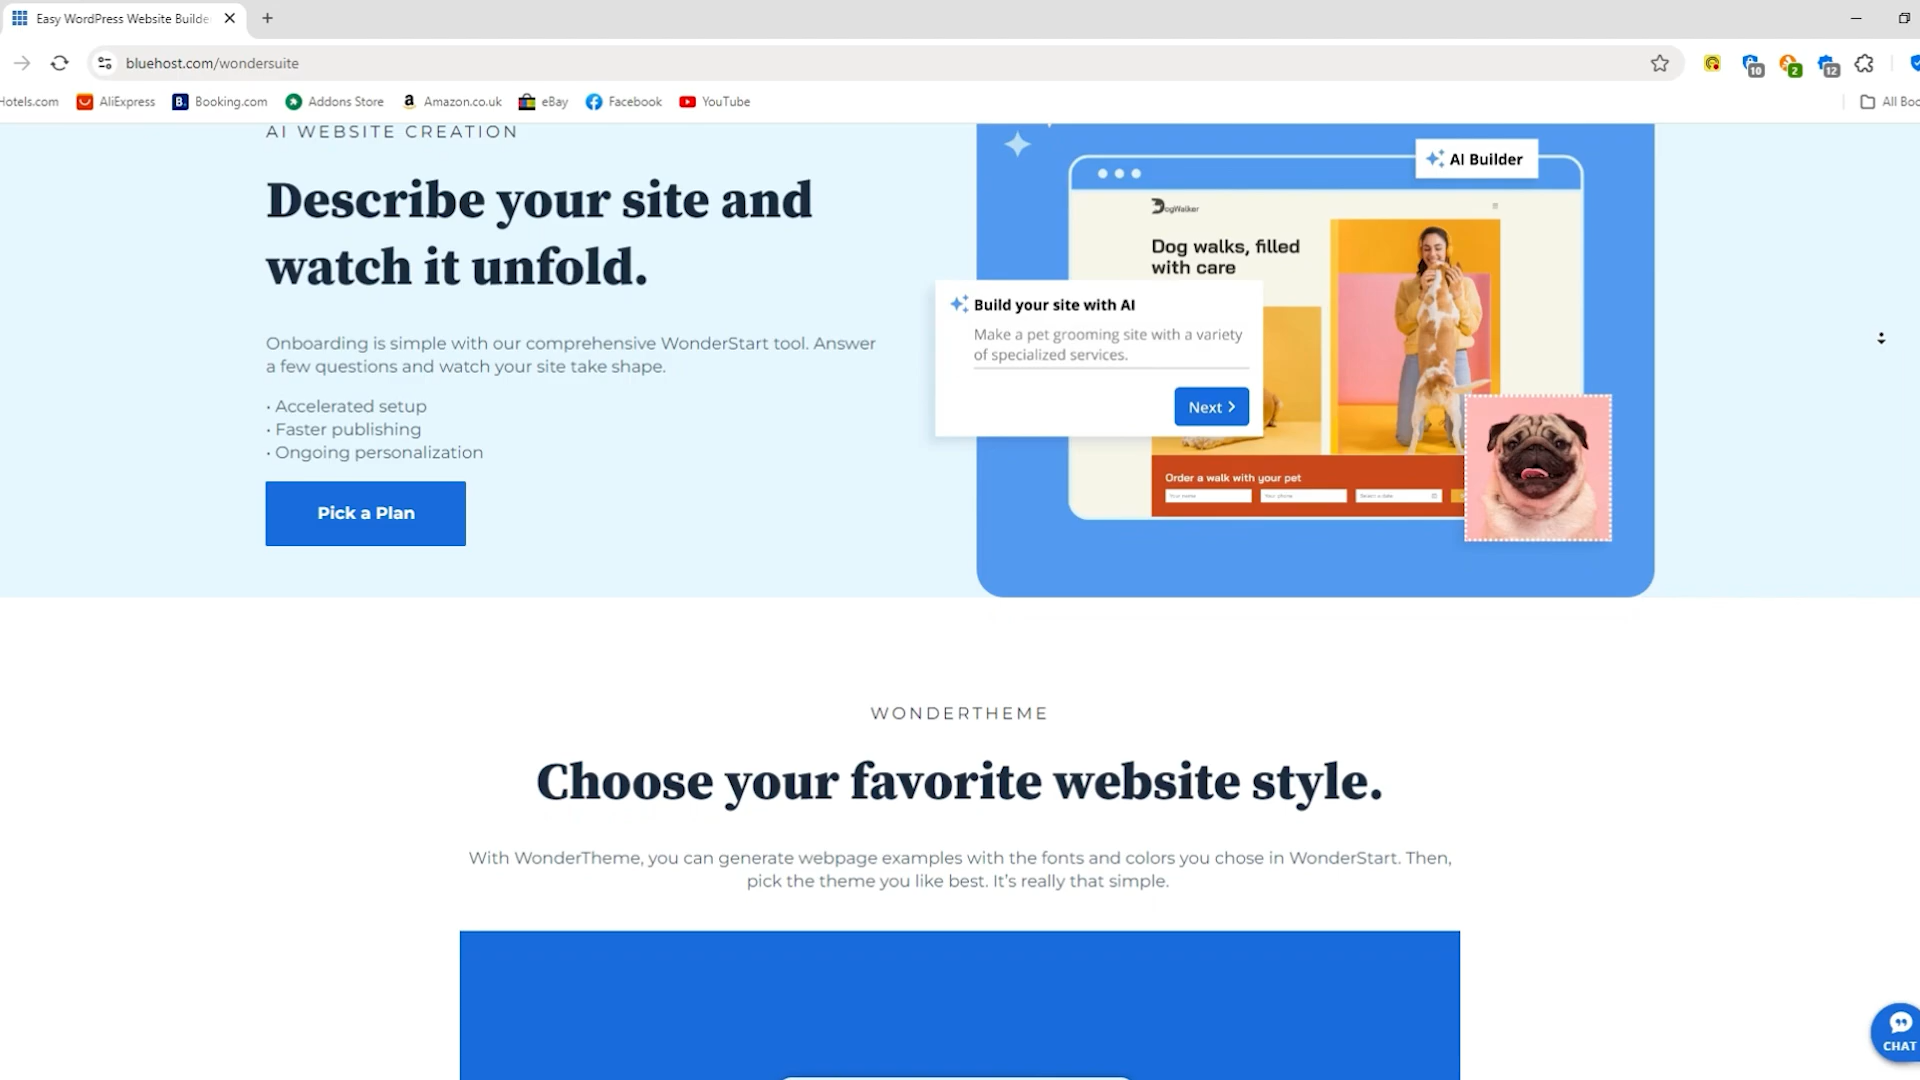 Easy WordPress Website Builde
bluehost.com/wondersuite
10
2
12
Hotels.com
AliExpress
B.
Booking.com
Addons Store
a
Amazon.co.uk
eBay
Facebook
YouTube
All Boo
AI WEBSITE CREATION
Describe your site and
watch it unfold.
Onboarding is simple with our comprehensive WonderStart tool. Answer
a few questions and watch your site take shape.
• Accelerated setup
• Faster publishing
• Ongoing personalization
Pick a Plan
AI Builder
DogWalker
Dog walks, filled
with care
Build your site with AI
Make a pet grooming site with a variety
of specialized services.
Next
Order a walk with your pet
Your name
Your phone
Select a date
WONDERTHEME
Choose your favorite website style.
With WonderTheme, you can generate webpage examples with the fonts and colors you chose in WonderStart. Then,
pick the theme you like best. It’s really that simple.
CHAT